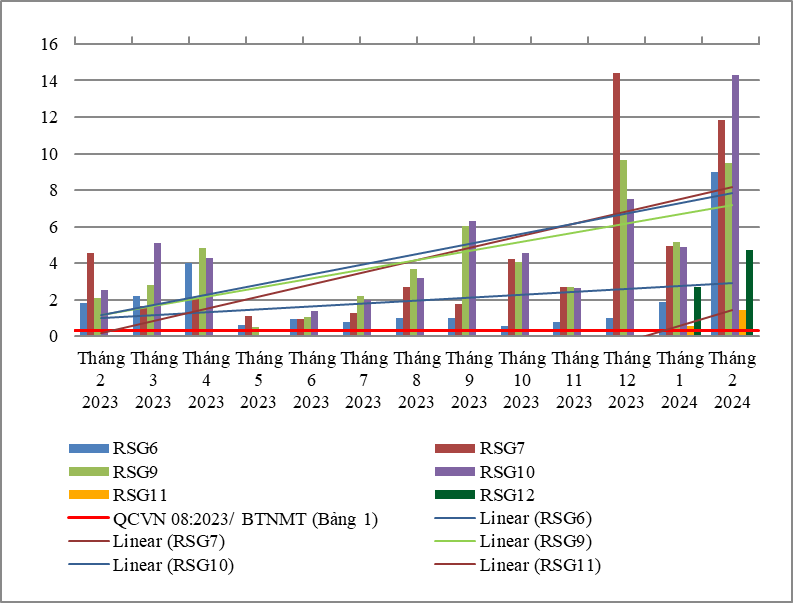 16
14
12
10
8
6
4
2
0
Tháng Tháng Tháng Tháng Tháng Tháng Tháng Tháng Tháng Tháng Tháng Tháng Tháng
2 3 4 5 6 7 8 9 10 11 12 1 2
2023 2023 2023 2023 2023 2023 2023 2023 2023 2023 2023 2024 2024
RSG6 RSG7
RSG9 RSG10
RSG11 RSG12
QCVN 08:2023/ BTNMT (Bảng 1) Linear (RSG6)
Linear (RSG7) Linear (RSG9)
Linear (RSG10) Linear (RSG11)